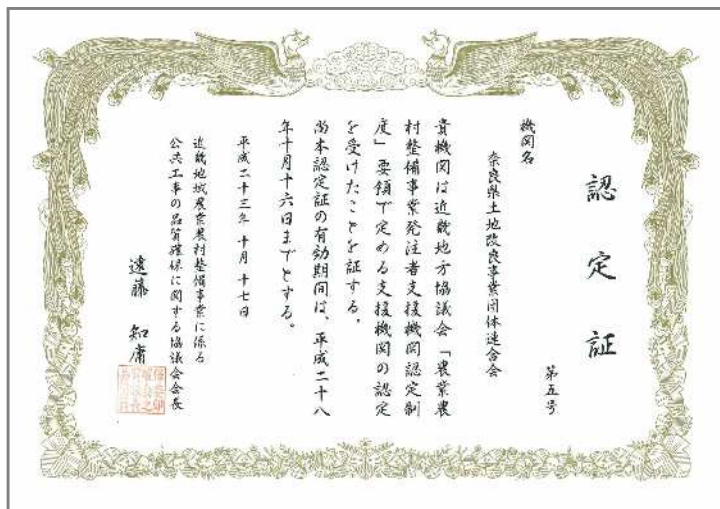 認定証
第五号
機関名
奈良県土地改良事業団体連合会
貴機関は近畿地方協議会「農業農
村整備事業発注者支援機関認定制
度」要領で定める支援機関の認定
を受けたことを証する。
尚本認定証の有効期間は、平成二十八
年十月十六日までとする。
平成二十三年十月十七日
近畿地域農業農村整備事業に係る
公共工事の品質確保に関する協議会会長
遠藤知庸